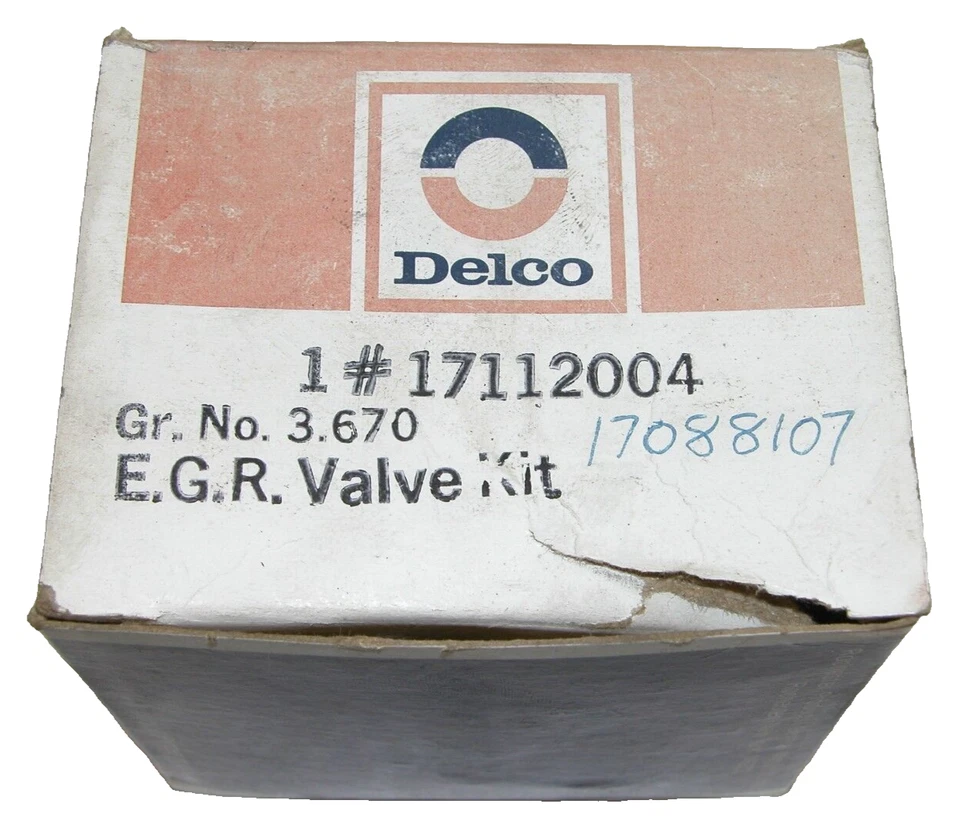 Delco
1 # 17112004
Gr. No. 3.670
17088107
E.G.R. Valve Kit